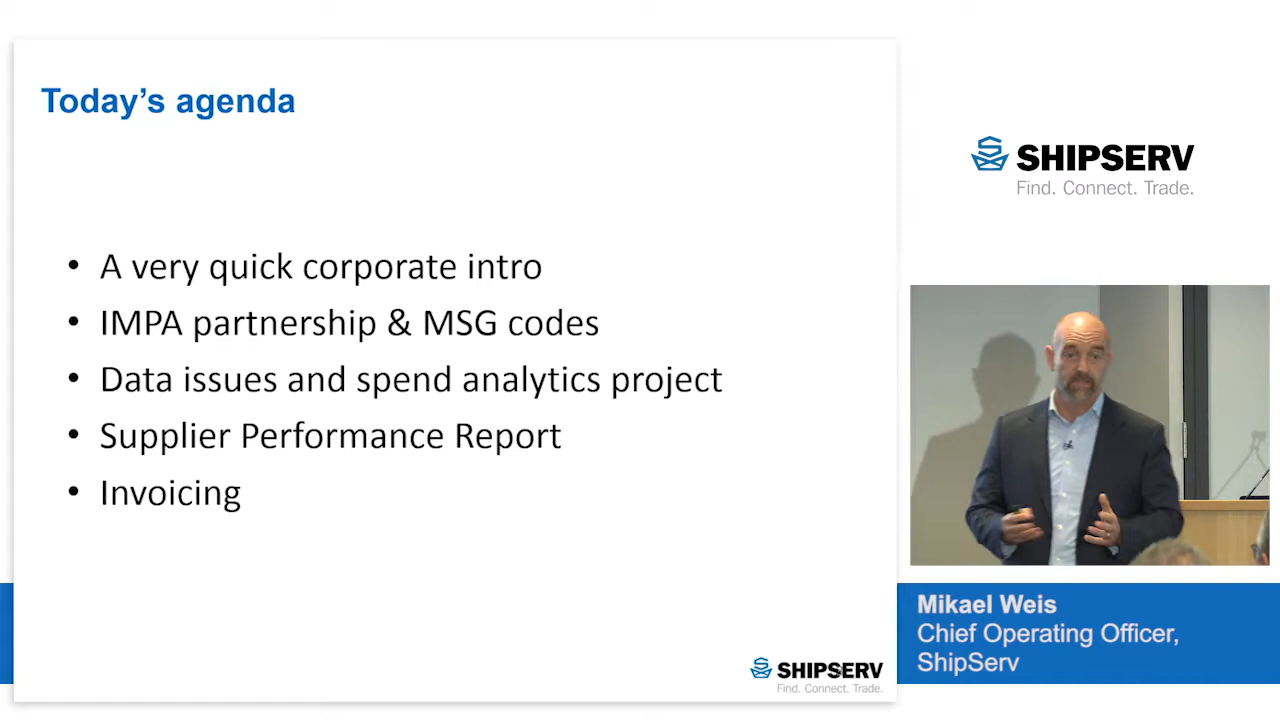 Today’s agenda
• A very quick corporate intro
• IMPA partnership & MSG codes
• Data issues and spend analytics project
• Supplier Performance Report
• Invoicing
SHIPSERV
Find. Connect. Trade.
SHIPSERV
Find. Connect. Trade.
Mikael Weis
Chief Operating Officer,
ShipServ